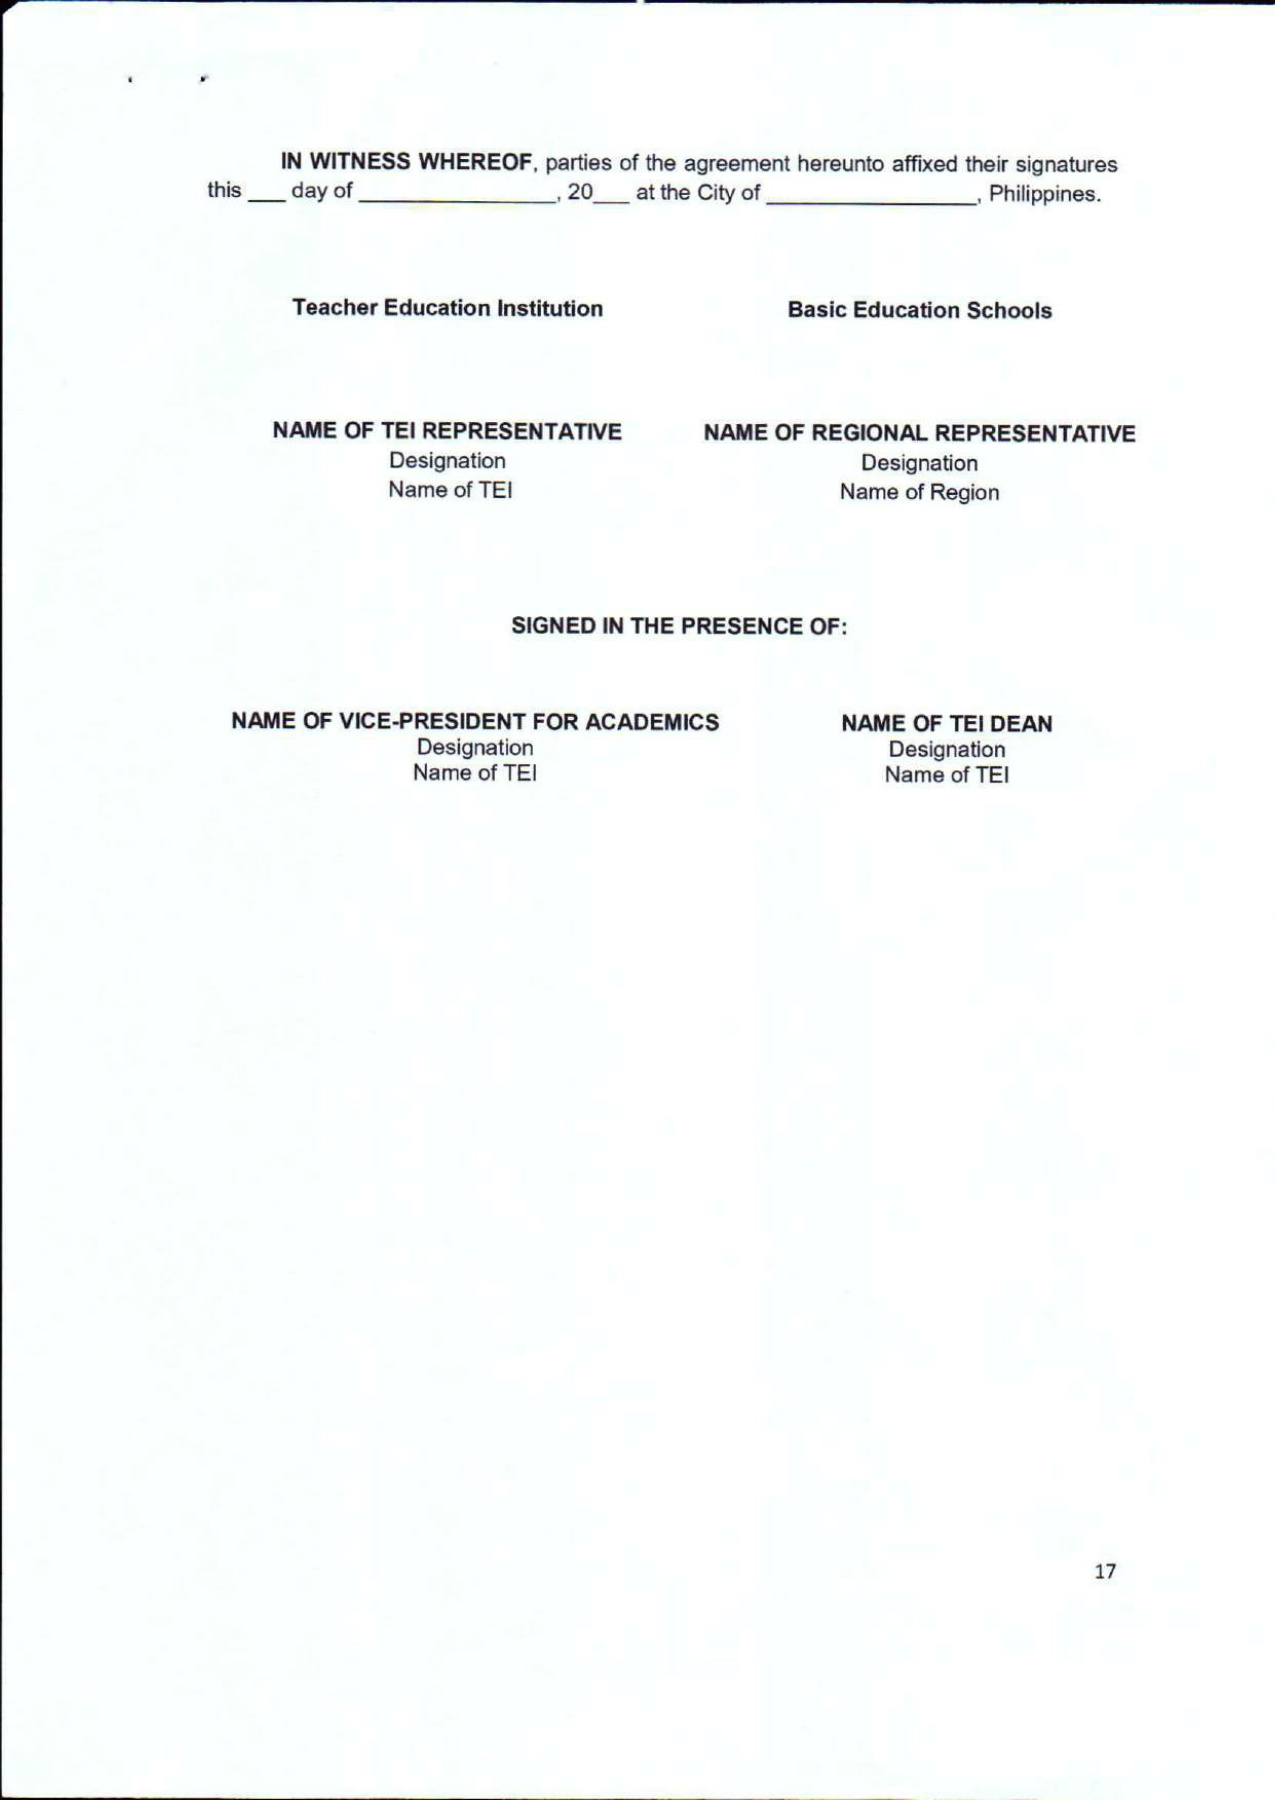 IN WITNESS WHEREOF, parties of the agreement hereunto affixed their signatures
this ___ day of ________________, 20___ at the City of _________________, Philippines.
Teacher Education Institution Basic Education Schools
NAME OF TEI REPRESENTATIVE NAME OF REGIONAL REPRESENTATIVE
Designation Designation
Name of TEI Name of Region
SIGNED IN THE PRESENCE OF:
NAME OF VICE-PRESIDENT FOR ACADEMICS NAME OF TEI DEAN
Designation Designation
Name of TEI Name of TEI
17